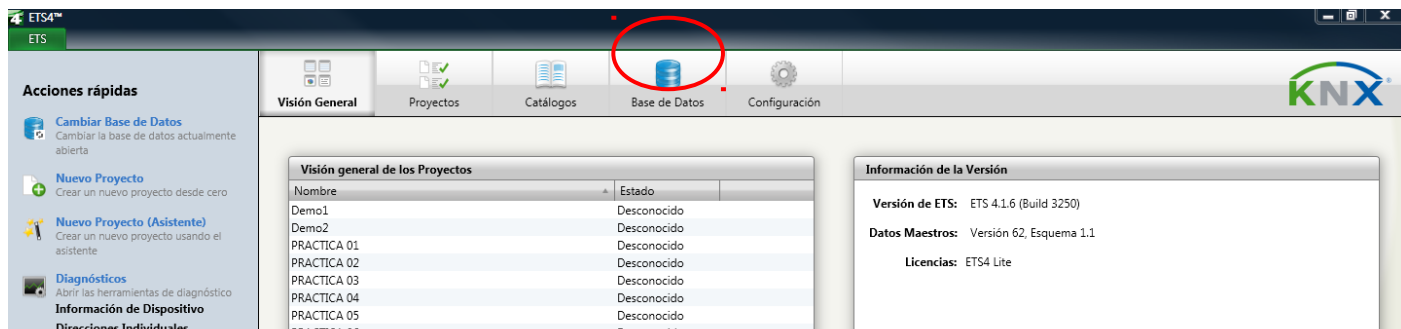 ETS4™
ETS
Acciones rápidas
Cambiar Base de Datos
Cambiar la base de datos actualmente
abierta
Nuevo Proyecto
Crear un nuevo proyecto desde cero
Nuevo Proyecto (Asistente)
Crear un nuevo proyecto usando el
asistente
Diagnósticos
Abrir las herramientas de diagnóstico
Información de Dispositivo
Direcciones Individuales
Visión General
Proyectos
Catálogos
Base de Datos
Configuración
KNX
Visión general de los Proyectos
Nombre Estado
Demo1 Desconocido
Demo2 Desconocido
PRACTICA 01 Desconocido
PRACTICA 02 Desconocido
PRACTICA 03 Desconocido
PRACTICA 04 Desconocido
PRACTICA 05 Desconocido
Información de la Versión
Versión de ETS: ETS 4.1.6 (Build 3250)
Datos Maestros: Versión 62, Esquema 1.1
Licencias: ETS4 Lite